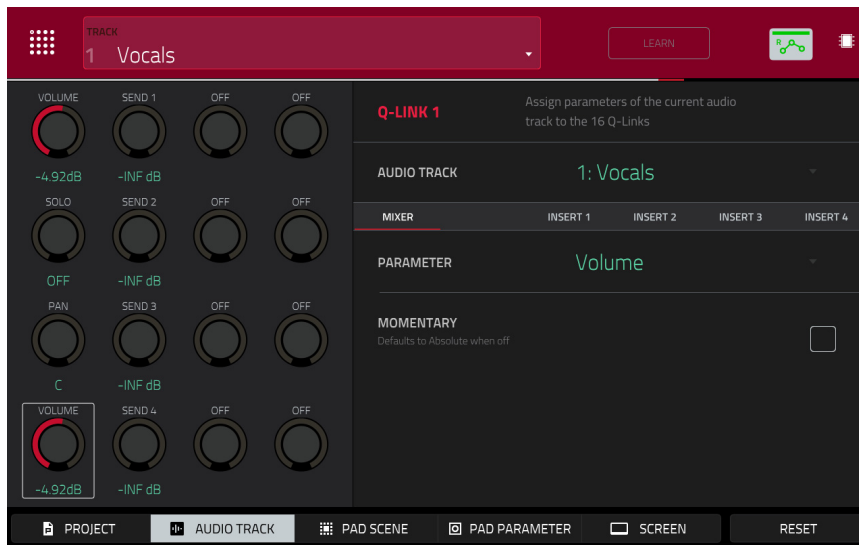 TRACK
1 Vocals
LEARN
R
VOLUME SEND 1 OFF OFF
-4.92dB -INF dB
SOLO SEND 2 OFF OFF
OFF -INF dB
PAN SEND 3 OFF OFF
C -INF dB
VOLUME SEND 4 OFF OFF
-4.92dB -INF dB
Q-LINK 1
Assign parameters of the current audio
track to the 16 Q-Links
AUDIO TRACK 1: Vocals
MIXER INSERT 1 INSERT 2 INSERT 3 INSERT 4
PARAMETER Volume
MOMENTARY
Defaults to Absolute when off
PROJECT AUDIO TRACK PAD SCENE PAD PARAMETER SCREEN RESET